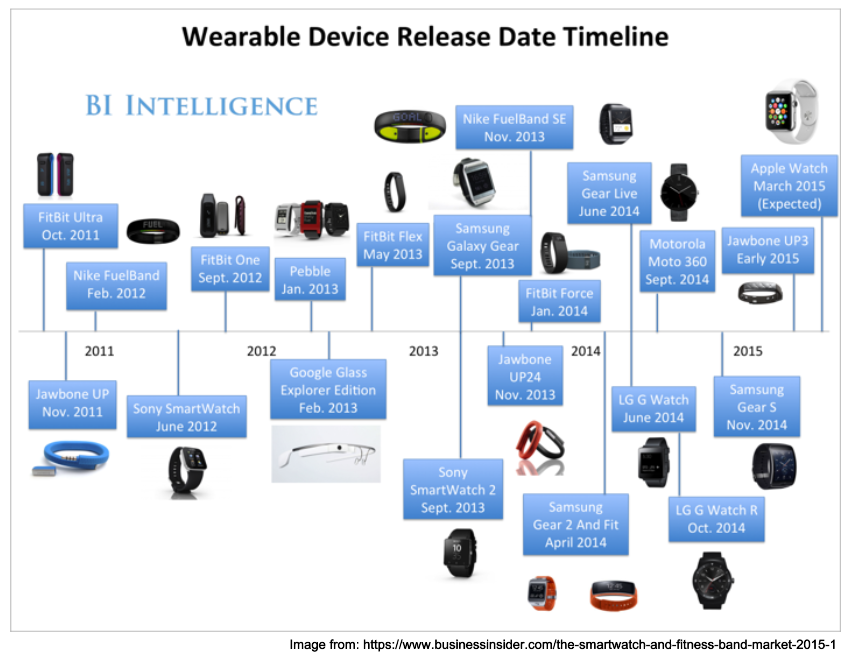 Wearable Device Release Date Timeline
BI INTELLIGENCE
FitBit Ultra
Oct. 2011
Nike FuelBand
Feb. 2012
FUEL
FitBit One
Sept. 2012
Pebble
Jan. 2013
FitBit Flex
May 2013
GOAL
Nike FuelBand SE
Nov. 2013
Samsung
Galaxy Gear
Sept. 2013
FitBit Force
Jan. 2014
Samsung
Gear Live
June 2014
Motorola
Moto 360
Sept. 2014
Jawbone UP3
Early 2015
Apple Watch
March 2015
(Expected)
2011
2012
2013
2014
2015
Jawbone UP
Nov. 2011
Sony SmartWatch
June 2012
Google Glass
Explorer Edition
Feb. 2013
Sony
SmartWatch 2
Sept. 2013
10
Jawbone
UP24
Nov. 2013
Samsung
Gear 2 And Fit
April 2014
LG G Watch
June 2014
LG G Watch R
Oct. 2014
Samsung
Gear S
Nov. 2014
Image from: https://www.businessinsider.com/the-smartwatch-and-fitness-band-market-2015-1